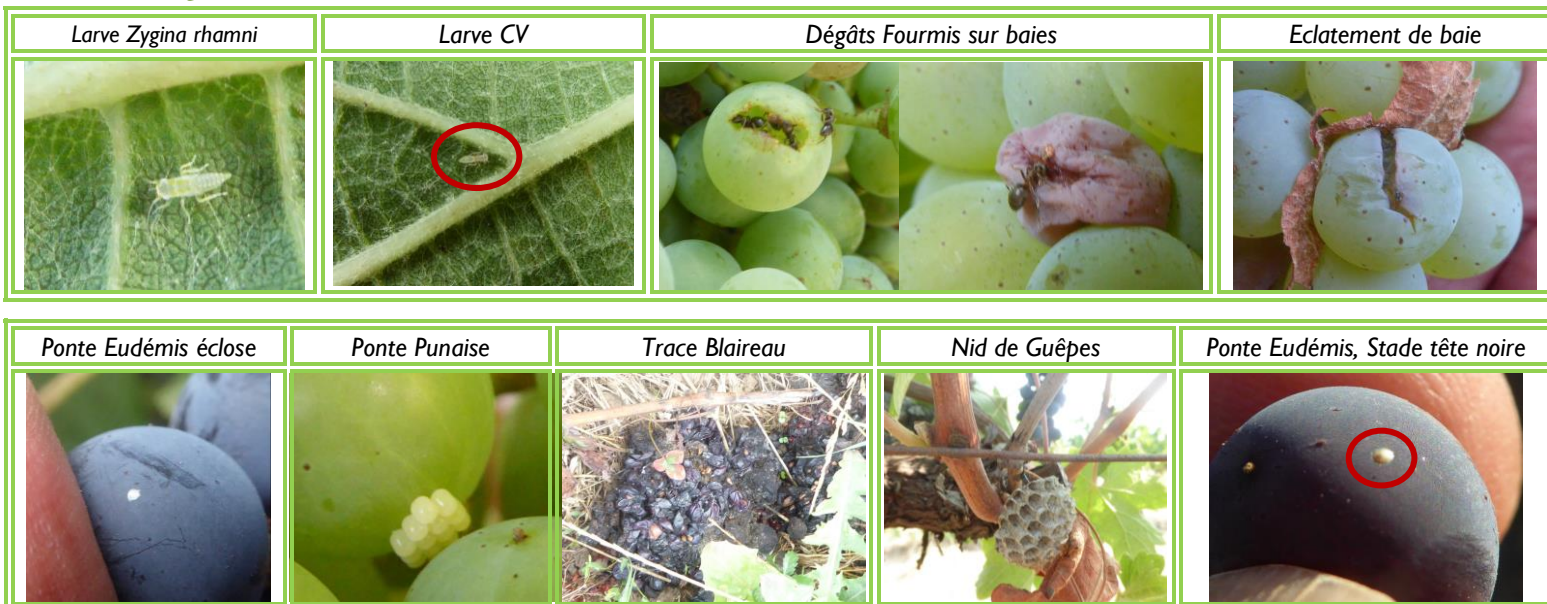 Larve Zygina rhamni
Larve CV
Dégâts Fourmis sur baies
Eclatement de baie
Ponte Eudémis éclose
Ponte Punaise
Trace Blaireau
Nid de Guêpes
Ponte Eudémis, Stade tête noire